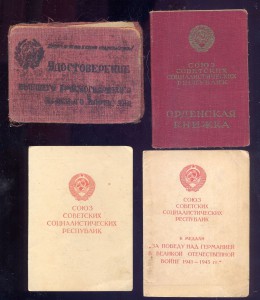 Удостоверение
СОЮЗ
СОВЕТСКИХ
СОЦИАЛИСТИЧЕСКИХ
РЕСПУБЛИК
ОРДЕНСКАЯ
КНИЖКА
СОЮЗ
СОВЕТСКИХ
СОЦИАЛИСТИЧЕСКИХ
РЕСПУБЛИК
СОЮЗ
СОВЕТСКИХ
СОЦИАЛИСТИЧЕСКИХ
РЕСПУБЛИК
К МЕДАЛИ
"ЗА ПОБЕДУ НАД ГЕРМАНИЕЙ
ВЕЛИКОЙ ОТЕЧЕСТВЕННОЙ
ВОЙНЕ 1941-1945 гг."